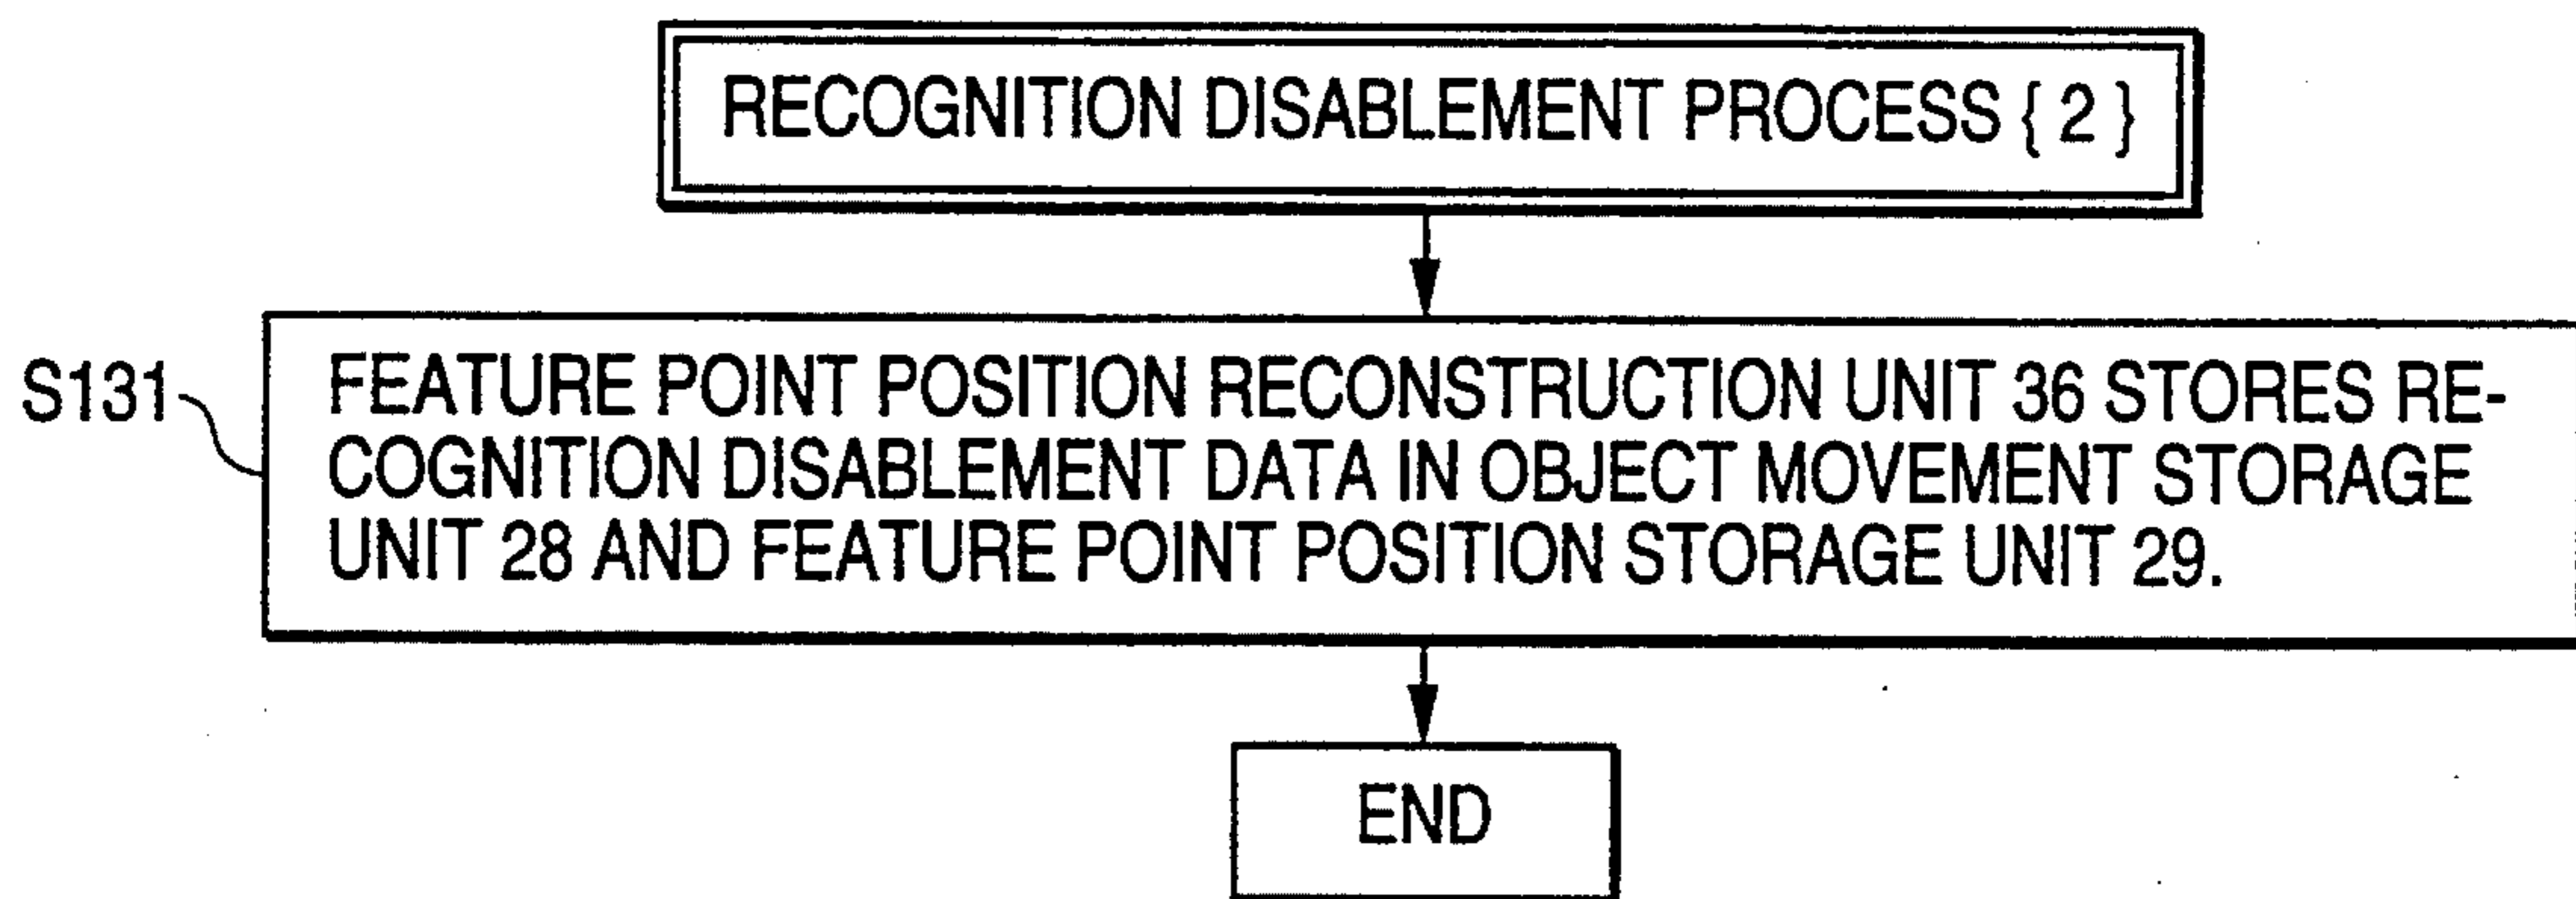 RECOGNITION DISABLEMENT PROCESS { 2 }
S131
FEATURE POINT POSITION RECONSTRUCTION UNIT 36 STORES RE-
COGNITION DISABLEMENT DATA IN OBJECT MOVEMENT STORAGE
UNIT 28 AND FEATURE POINT POSITION STORAGE UNIT 29.
END